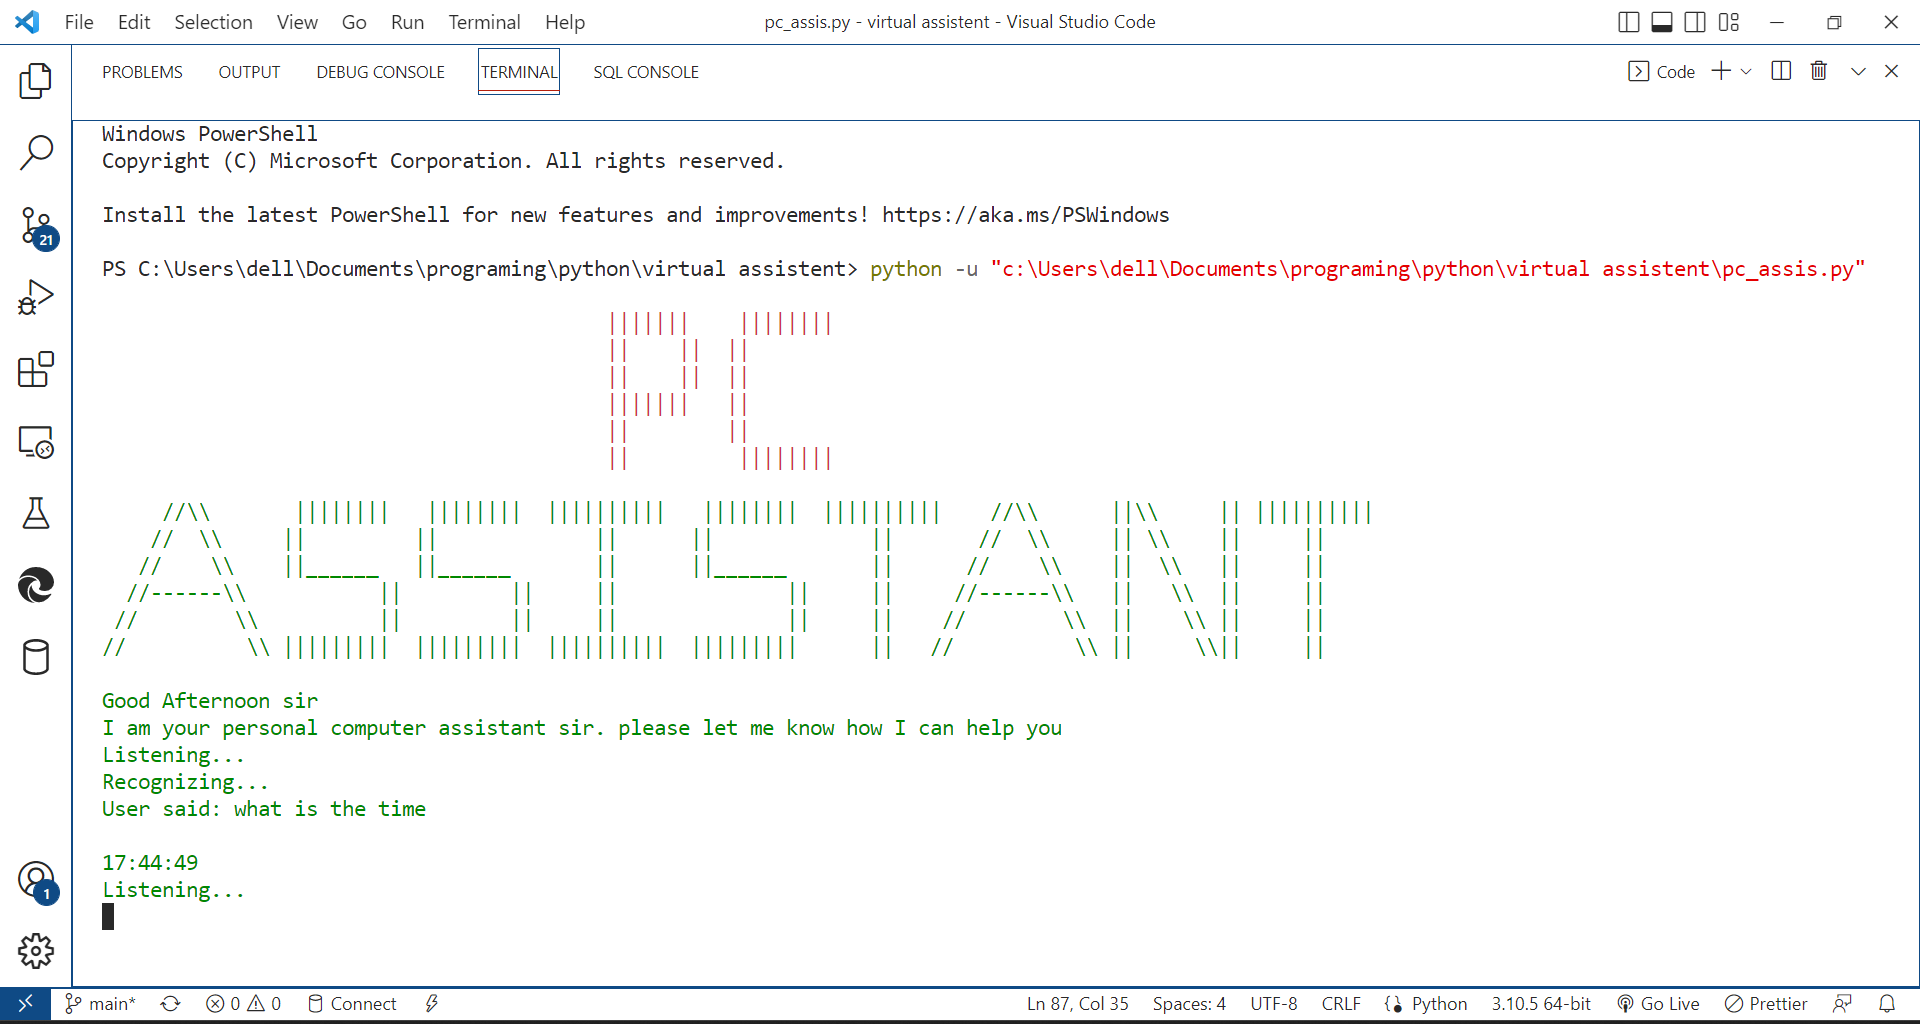 File Edit Selection View Go Run Terminal Help pc_assis.py - virtual assistent - Visual Studio Code
PROBLEMS OUTPUT DEBUG CONSOLE TERMINAL SQL CONSOLE Code
Windows PowerShell
Copyright (C) Microsoft Corporation. All rights reserved.
Install the latest PowerShell for new features and improvements! https://aka.ms/PSWindows
PS C:\Users\dell\Documents\programing\python\virtual assistent> python -u "c:\Users\dell\Documents\programing\python\virtual assistent\pc_assis.py"
PC
ASSISTANT
Good Afternoon sir
I am your personal computer assistant sir. please let me know how I can help you
Listening...
Recognizing...
User said: what is the time
17:44:49
Listening...
21
1
main* 0 0 Connect Ln 87, Col 35 Spaces: 4 UTF-8 CRLF Python 3.10.5 64-bit Go Live Prettier